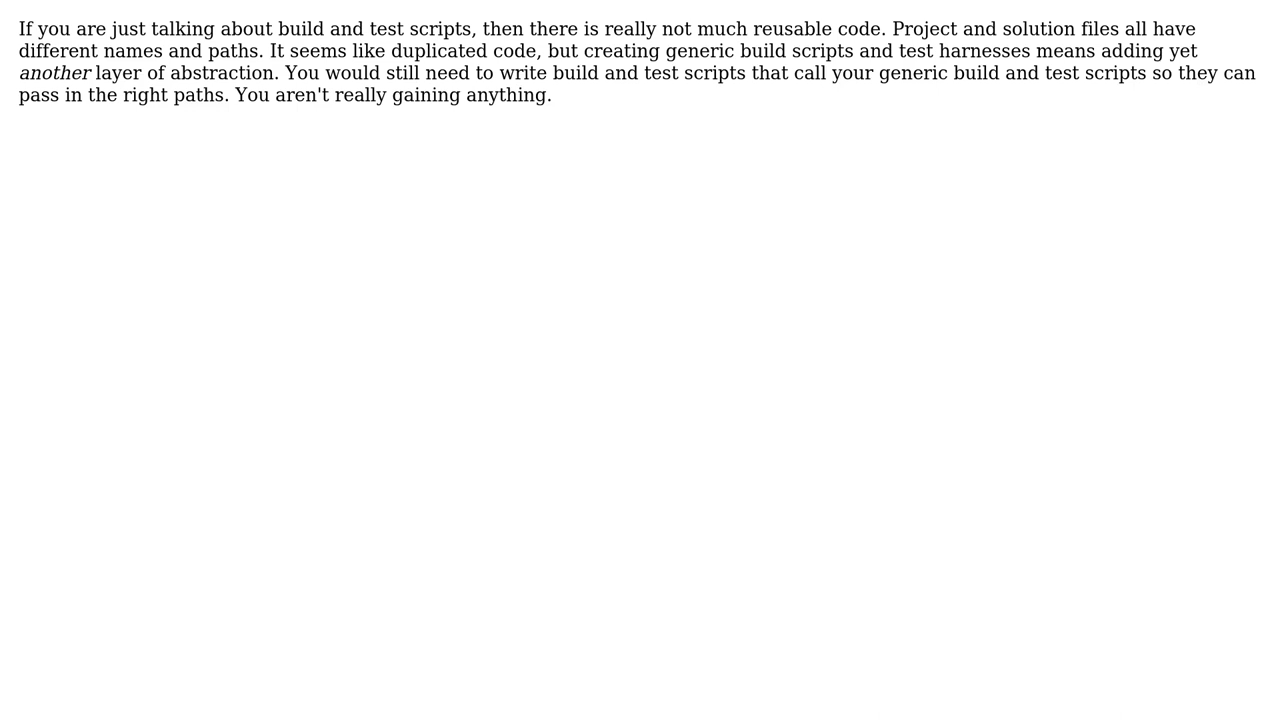 If you are just talking about build and test scripts, then there is really not much reusable code. Project and solution files all have
different names and paths. It seems like duplicated code, but creating generic build scripts and test harnesses means adding yet
another layer of abstraction. You would still need to write build and test scripts that call your generic build and test scripts so they can
pass in the right paths. You aren't really gaining anything.